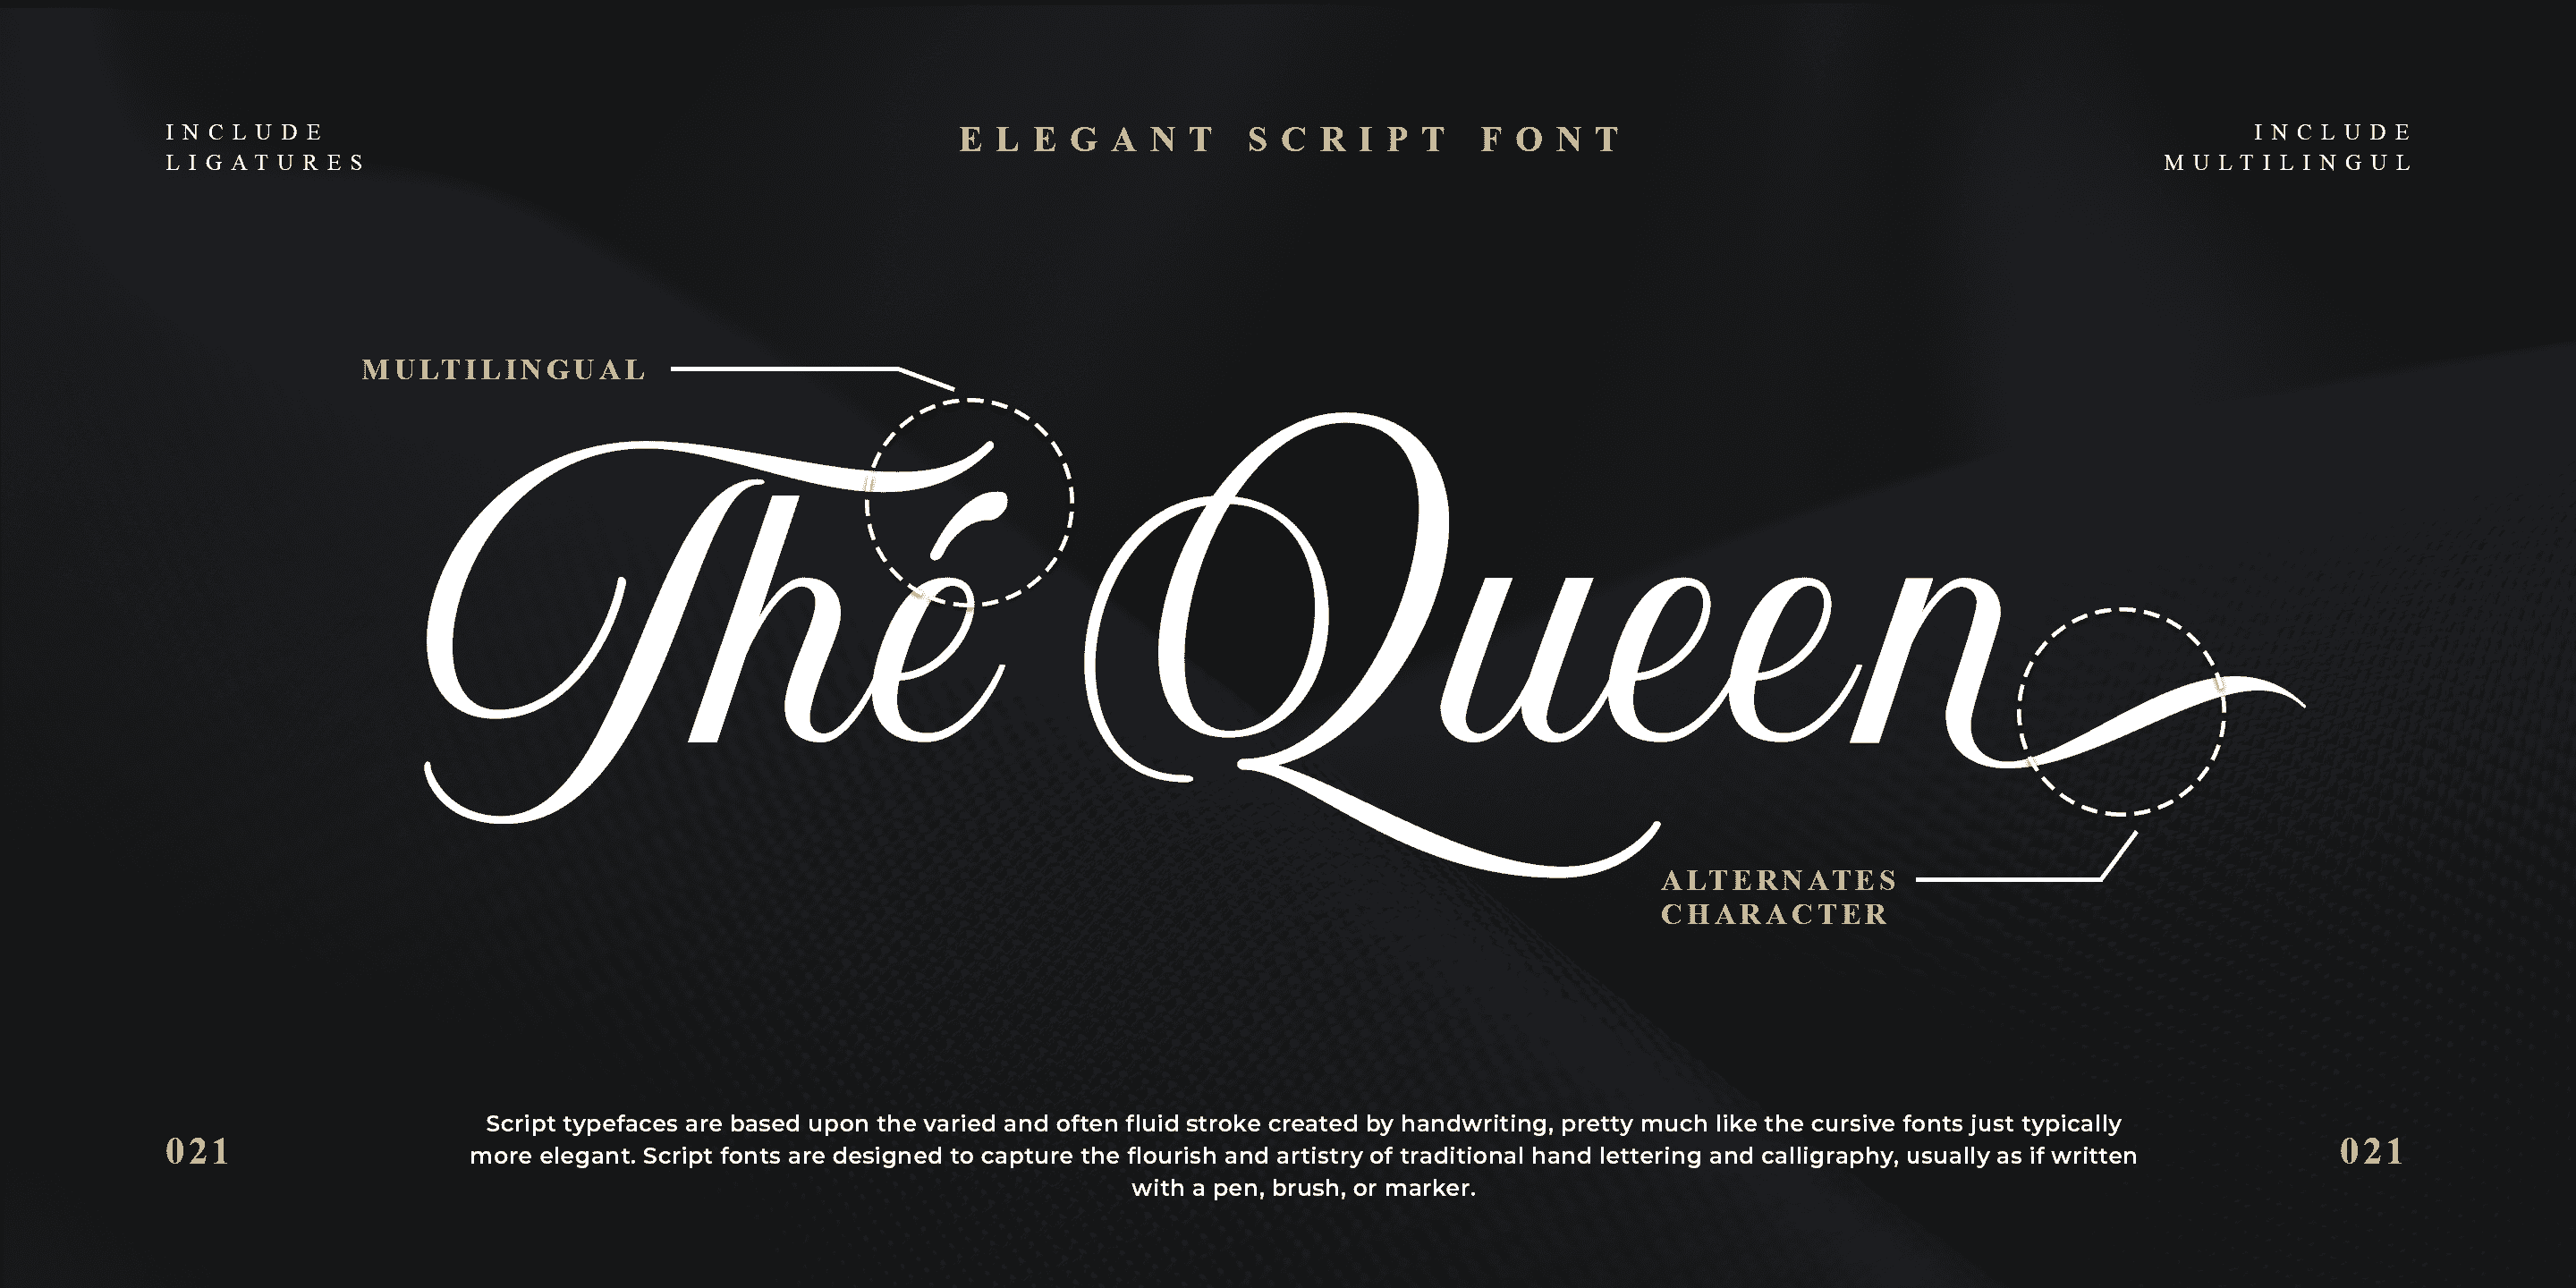 INCLUDE
LIGATURES
ELEGANT SCRIPT FONT
INCLUDE
MULTILINGUL
MULTILINGUAL
Thé Queen
ALTERNATES
CHARACTER
021
Script typefaces are based upon the varied and often fluid stroke created by handwriting, pretty much like the cursive fonts just typically
more elegant. Script fonts are designed to capture the flourish and artistry of traditional hand lettering and calligraphy, usually as if written
with a pen, brush, or marker.
021